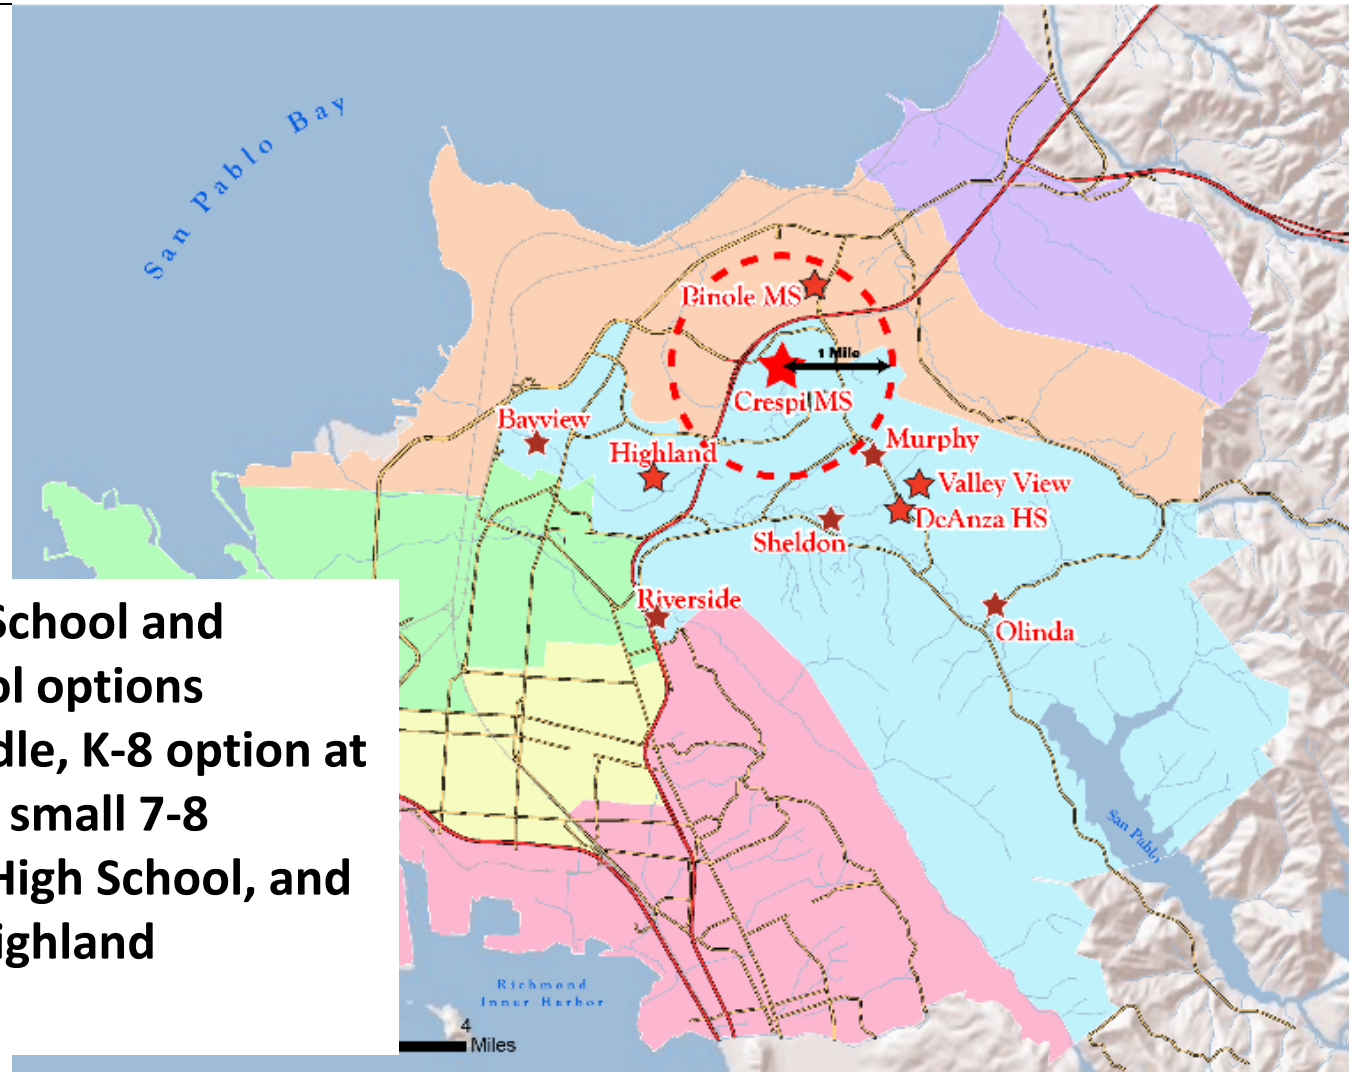 San Pablo Bay
Pinole MS
1 Mile
Crespi MS
Bayview
Highland
Murphy
Valley View
DeAnza HS
Sheldon
Riverside
Olinda
School and
ol options
dle, K-8 option at
small 7-8
High School, and
ighland
San Pablo
Richmond
Inner Harbor
4
Miles